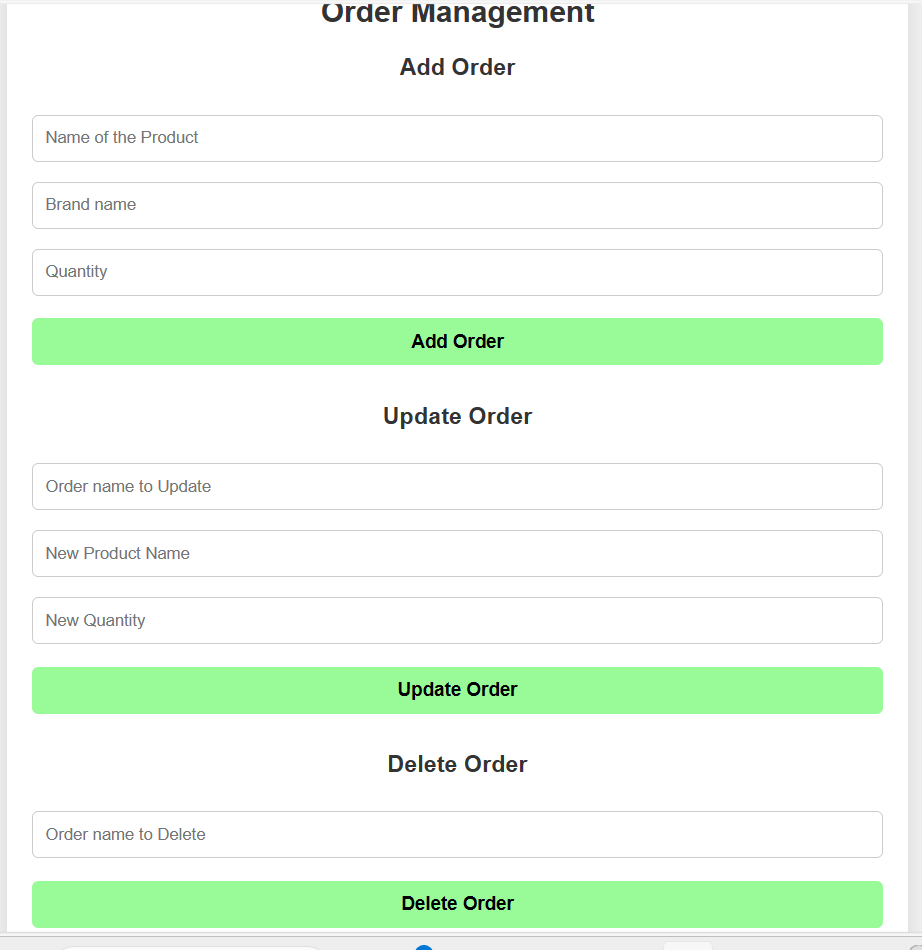 Order Management
Add Order
Name of the Product
Brand name
Quantity
Add Order
Update Order
Order name to Update
New Product Name
New Quantity
Update Order
Delete Order
Order name to Delete
Delete Order